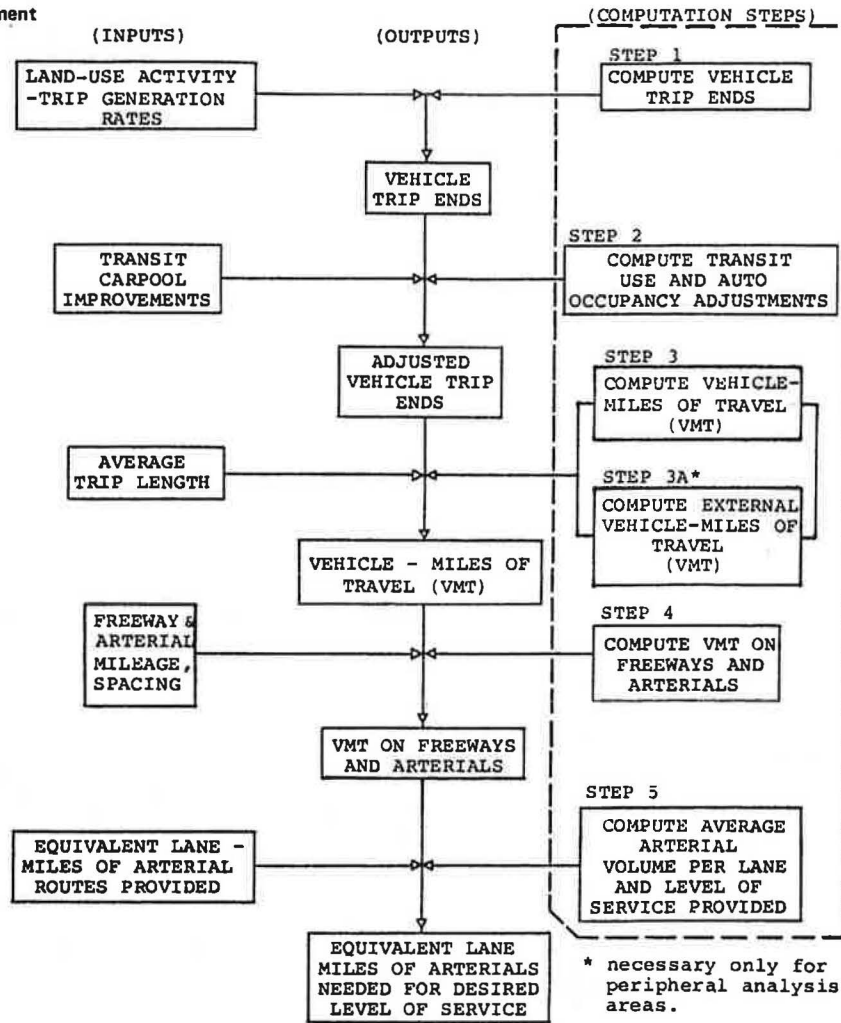 ment
(INPUTS)
(OUTPUTS)
(COMPUTATION STEPS)
LAND-USE ACTIVITY
-TRIP GENERATION
RATES
STEP 1
COMPUTE VEHICLE
TRIP ENDS
VEHICLE
TRIP ENDS
TRANSIT
CARPOOL
IMPROVEMENTS
STEP 2
COMPUTE TRANSIT
USE AND AUTO
OCCUPANCY ADJUSTMENTS
ADJUSTED
VEHICLE TRIP
ENDS
STEP 3
COMPUTE VEHICLE-
MILES OF TRAVEL
(VMT)
AVERAGE
TRIP LENGTH
STEP 3A*
COMPUTE EXTERNAL
VEHICLE-MILES OF
TRAVEL
(VMT)
VEHICLE - MILES OF
TRAVEL (VMT)
FREEWAY &
ARTERIAL
MILEAGE,
SPACING
STEP 4
COMPUTE VMT ON
FREEWAYS AND
ARTERIALS
VMT ON FREEWAYS
AND ARTERIALS
EQUIVALENT LANE -
MILES OF ARTERIAL
ROUTES PROVIDED
STEP 5
COMPUTE AVERAGE
ARTERIAL
VOLUME PER LANE
AND LEVEL OF
SERVICE PROVIDED
EQUIVALENT LANE
MILES OF ARTERIALS
NEEDED FOR DESIRED
LEVEL OF SERVICE
* necessary only for
peripheral analysis
areas.